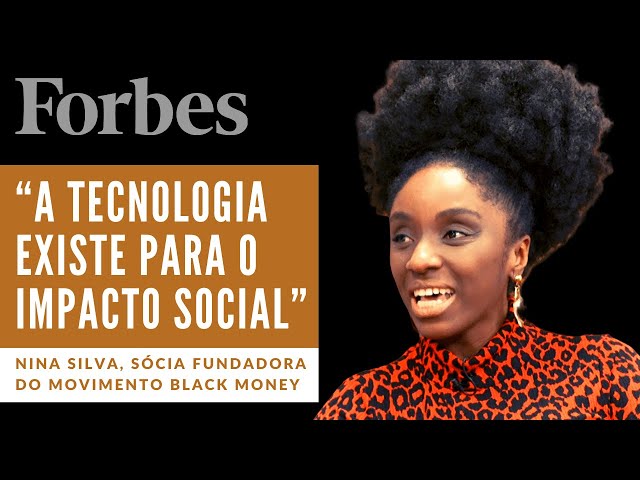 Forbes
“A TECNOLOGIA
EXISTE PARA O
IMPACTO SOCIAL”
NINA SILVA, SÓCIA FUNDADORA
DO MOVIMENTO BLACK MONEY